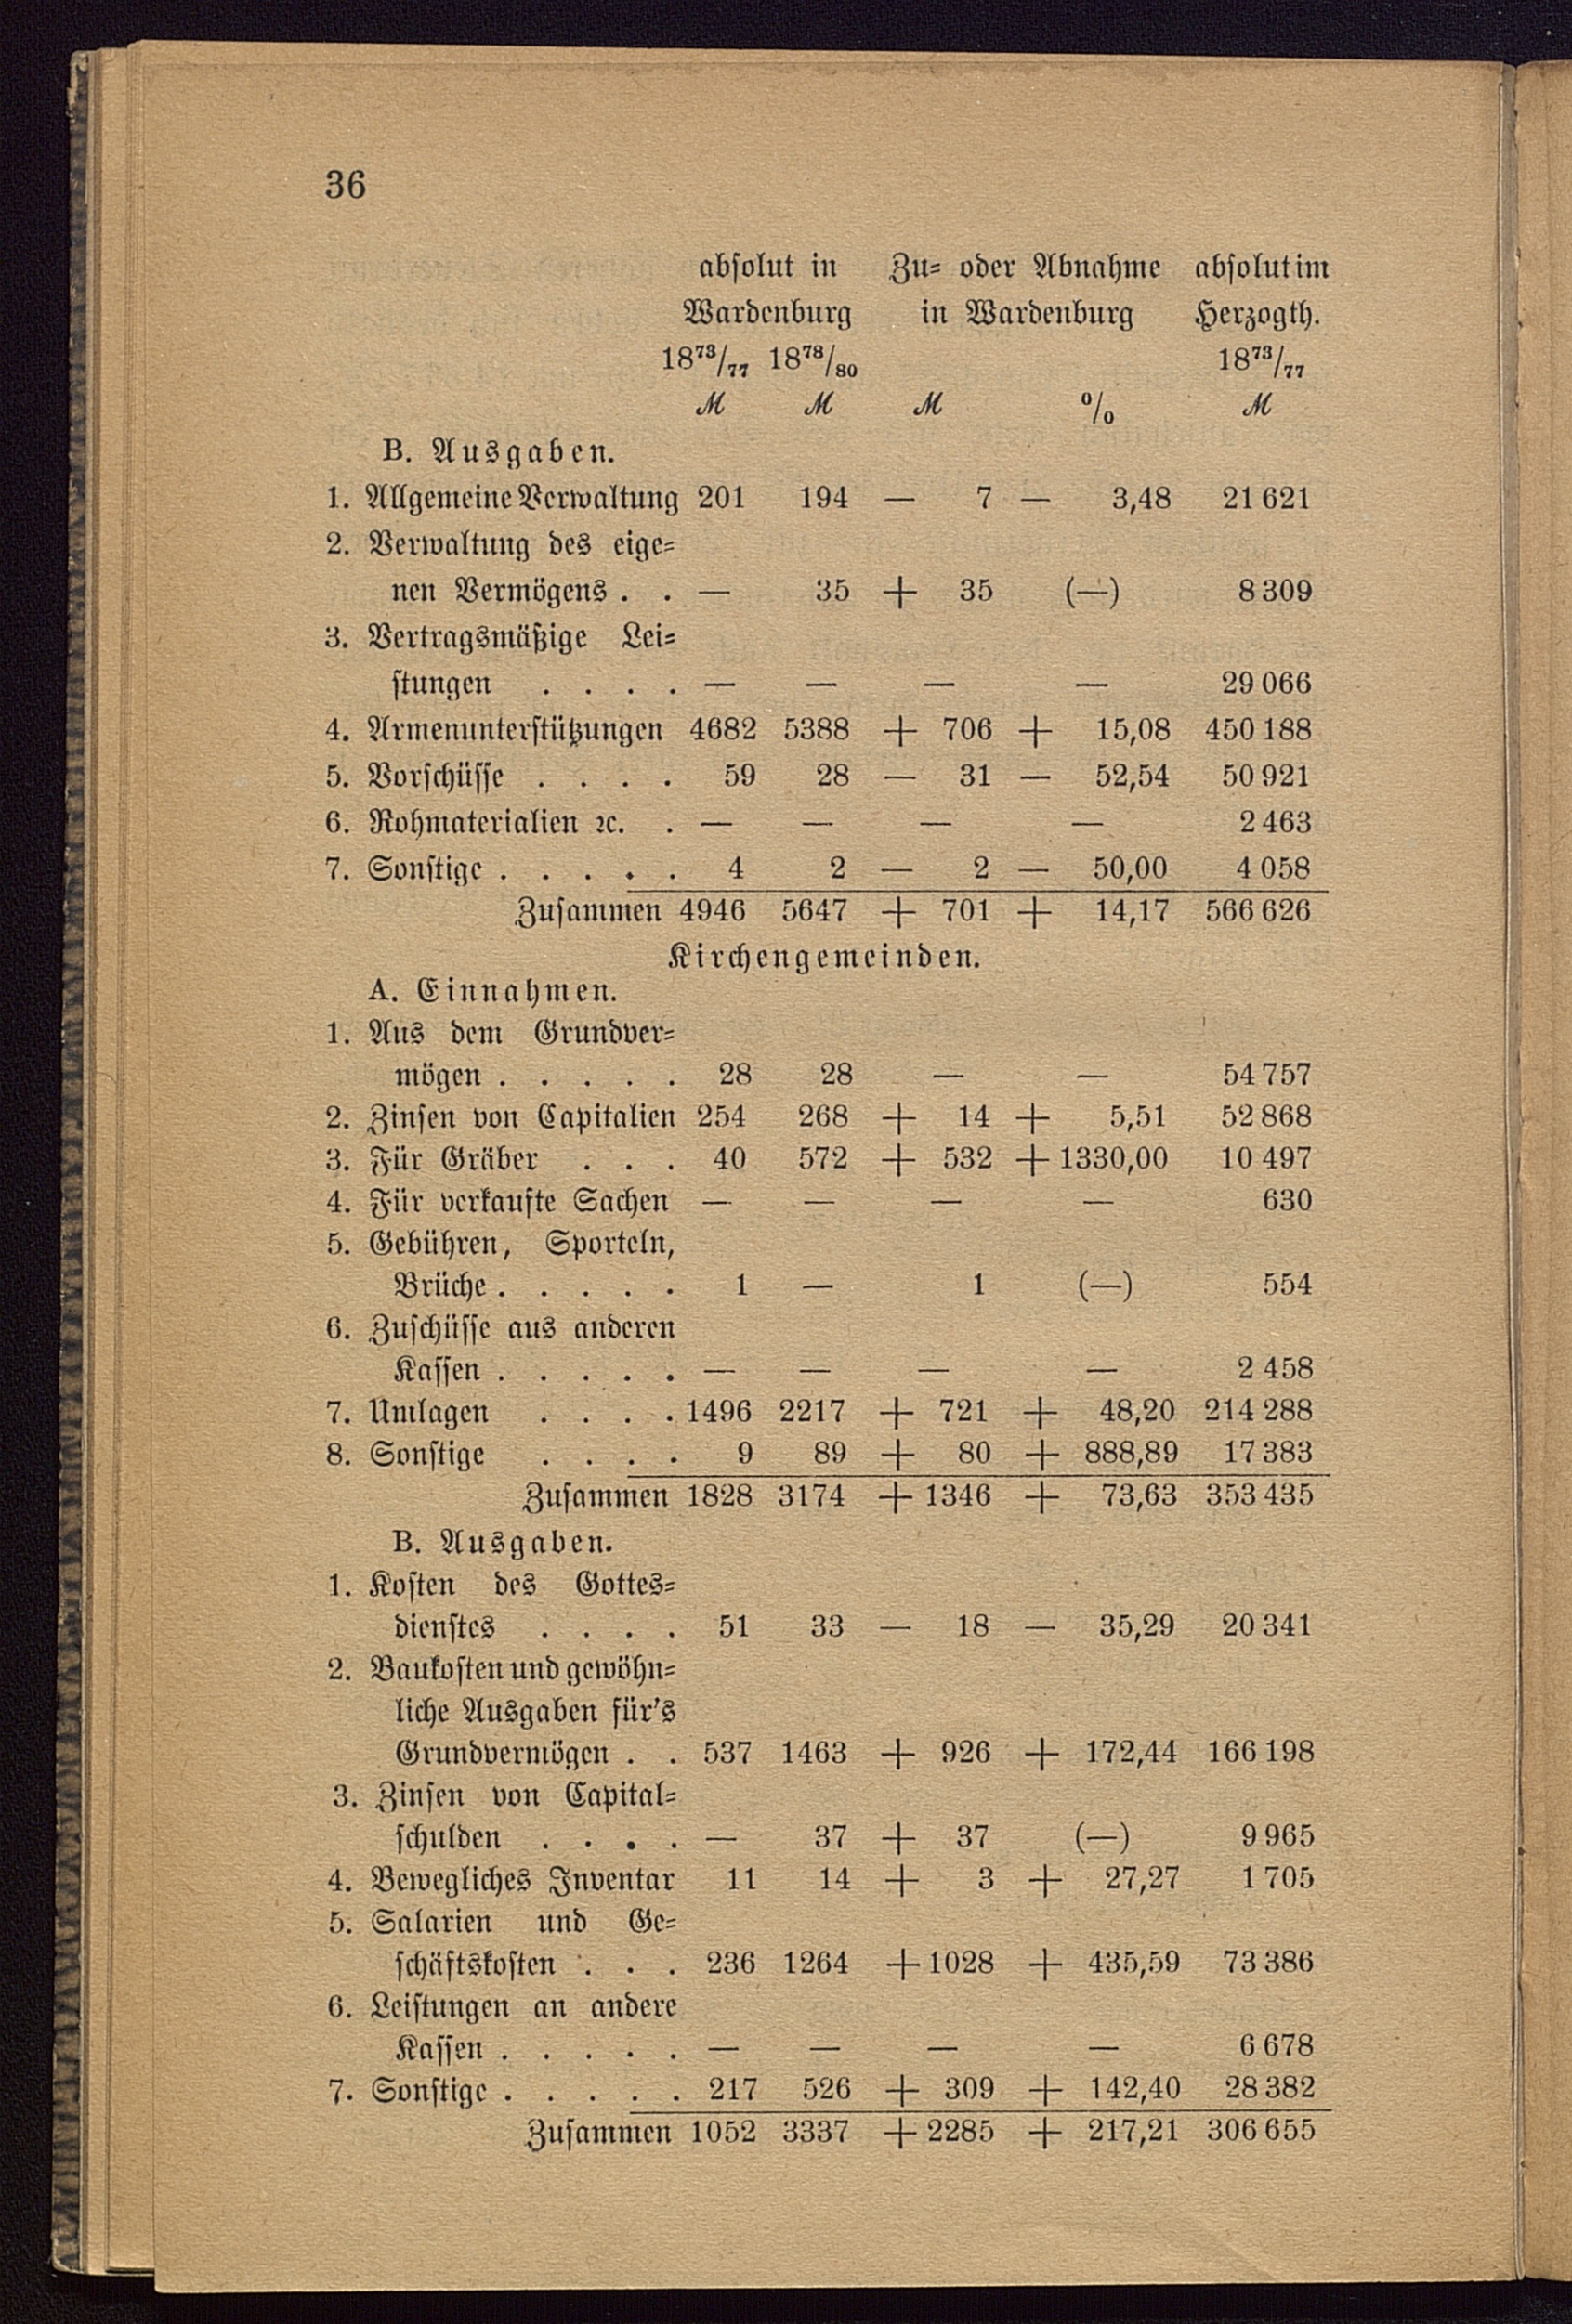 36
absolut in Zu= oder Abnahme absolut im
Wardenburg in Wardenburg Herzogth.
18⁷³/₇₇ 18⁷⁸/₈₀ 18⁷³/₇₇
ℳ ℳ ℳ % ℳ
B. Ausgaben.
1. Allgemeine Verwaltung 201 194 — 7 — 3,48 21 621
2. Verwaltung des eige=
nen Vermögens . . — 35 + 35 (—) 8 309
3. Vertragsmäßige Lei=
stungen . . . . — — — — 29 066
4. Armenunterstützungen 4682 5388 + 706 + 15,08 450 188
5. Vorschüsse . . . . 59 28 — 31 — 52,54 50 921
6. Rohmaterialien ꝛc. . — — — — 2 463
7. Sonstige . . . . . 4 2 — 2 — 50,00 4 058
Zusammen 4946 5647 + 701 + 14,17 566 626
Kirchengemeinden.
A. Einnahmen.
1. Aus dem Grundver=
mögen . . . . . 28 28 — — 54 757
2. Zinsen von Capitalien 254 268 + 14 + 5,51 52 868
3. Für Gräber . . . 40 572 + 532 + 1330,00 10 497
4. Für verkaufte Sachen — — — — 630
5. Gebühren, Sporteln,
Brüche . . . . . 1 — 1 (—) 554
6. Zuschüsse aus anderen
Kassen . . . . . — — — — 2 458
7. Umlagen . . . . 1496 2217 + 721 + 48,20 214 288
8. Sonstige . . . . 9 89 + 80 + 888,89 17 383
Zusammen 1828 3174 + 1346 + 73,63 353 435
B. Ausgaben.
1. Kosten des Gottes=
dienstes . . . . 51 33 — 18 — 35,29 20 341
2. Baukosten und gewöhn=
liche Ausgaben für's
Grundvermögen . . 537 1463 + 926 + 172,44 166 198
3. Zinsen von Capital=
schulden . . . . — 37 + 37 (—) 9 965
4. Bewegliches Inventar 11 14 + 3 + 27,27 1 705
5. Salarien und Ge=
schäftskosten . . . 236 1264 + 1028 + 435,59 73 386
6. Leistungen an andere
Kassen . . . . . — — — — 6 678
7. Sonstige . . . . . 217 526 + 309 + 142,40 28 382
Zusammen 1052 3337 + 2285 + 217,21 306 655